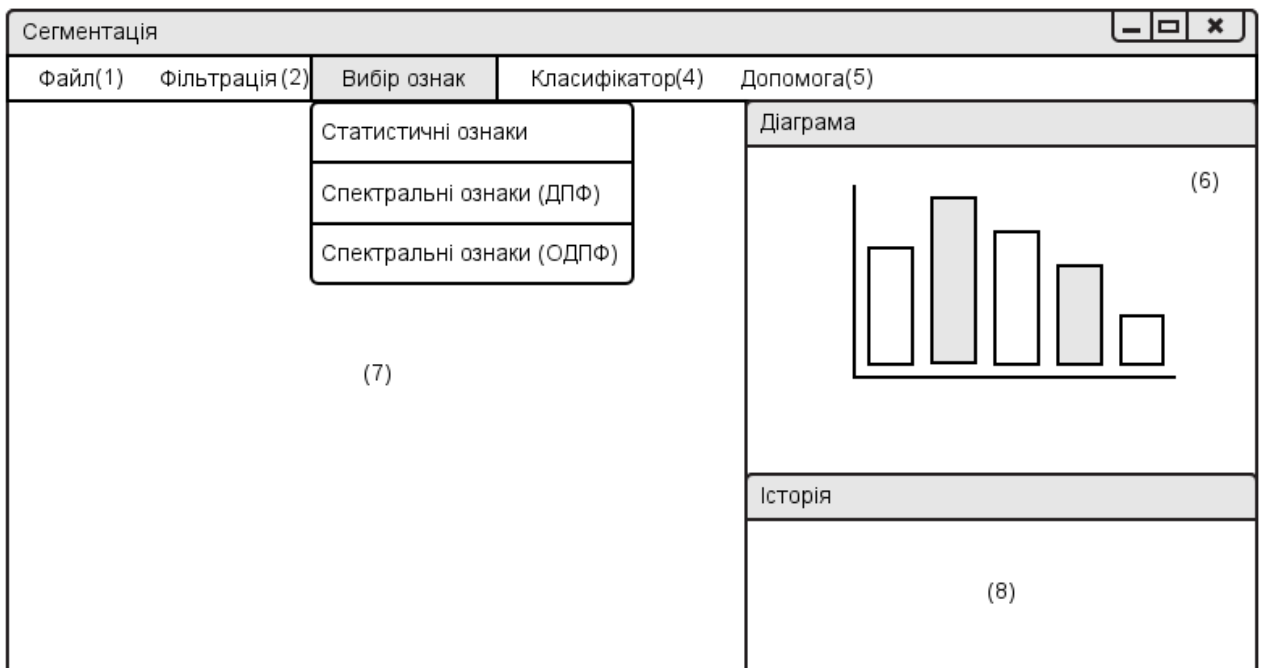 Сегментація
Файл(1) Фільтрація (2) Вибір ознак Класифікатор(4) Допомога(5)
Статистичні ознаки
Спектральні ознаки (ДПФ)
Спектральні ознаки (ОДПФ)
(7)
Діаграма
(6)
Історія
(8)